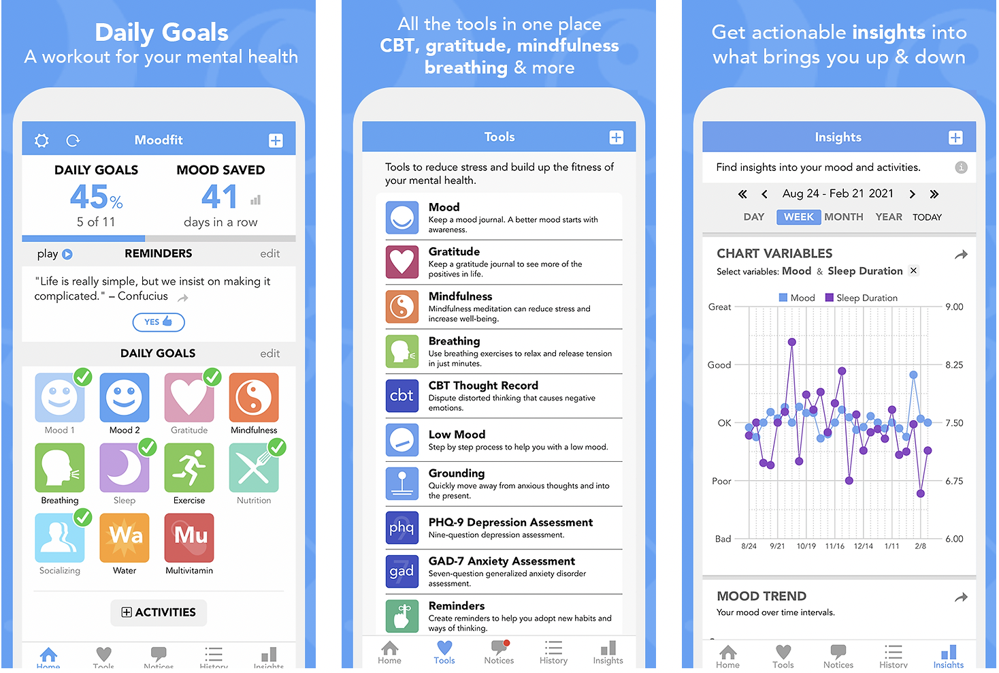 Daily Goals
A workout for your mental health
Moodfit
DAILY GOALS
MOOD SAVED
45%
41
5 of 11
days in a row
play
REMINDERS
edit
"Life is really simple, but we insist on making it
complicated." – Confucius
YES
DAILY GOALS
edit
Mood 1
Mood 2
Gratitude
Mindfulness
Breathing
Sleep
Exercise
Nutrition
Wa
Mu
Socializing
Water
Multivitamin
ACTIVITIES
Home
Tools
Notices
History
Insights
All the tools in one place
CBT, gratitude, mindfulness
breathing & more
Tools
Tools to reduce stress and build up the fitness of
your mental health.
Mood
Keep a mood journal. A better mood starts with
awareness.
Gratitude
Keep a gratitude journal to see more of the
positives in life.
Mindfulness
Mindfulness meditation can reduce stress and
increase well-being.
Breathing
Use breathing exercises to relax and release tension
in just minutes.
cbt
CBT Thought Record
Dispute distorted thinking that causes negative
emotions.
Low Mood
Step by step process to help you with a low mood.
Grounding
Quickly move away from anxious thoughts and into
the present.
phq
9
PHQ-9 Depression Assessment
Nine-question depression assessment.
gad
7
GAD-7 Anxiety Assessment
Seven-question generalized anxiety disorder
assessment.
Reminders
Create reminders to help you adopt new habits and
ways of thinking.
Home
Tools
Notices
History
Insights
Get actionable insights into
what brings you up & down
Insights
Find insights into your mood and activities.
Aug 24 - Feb 21 2021
DAY
WEEK
MONTH
YEAR
TODAY
CHART VARIABLES
Select variables: Mood & Sleep Duration
Mood
Sleep Duration
Great
9.00
Good
8.25
OK
7.50
Poor
6.75
Bad
6.00
8/24
9/21
10/19
11/16
12/14
1/11
2/8
MOOD TREND
Your mood over time intervals.
Home
Tools
Notices
History
Insights